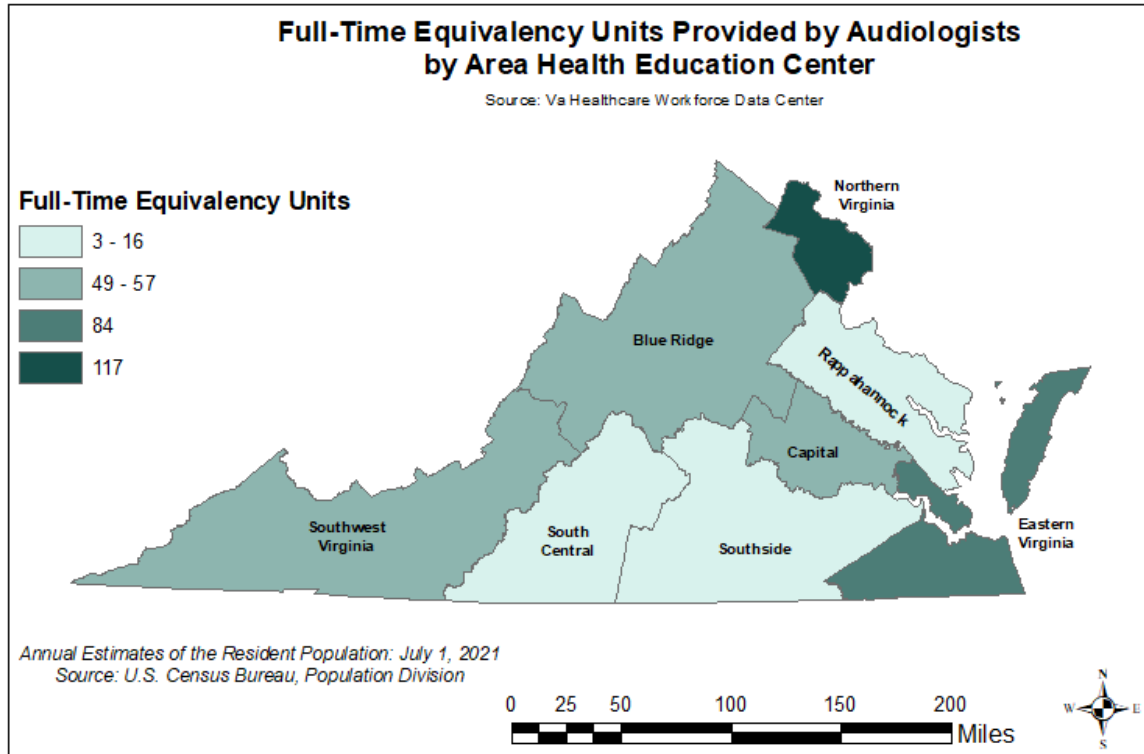 Full-Time Equivalency Units Provided by Audiologists
by Area Health Education Center
Source: Va Healthcare Workforce Data Center
Full-Time Equivalency Units
3 - 16
49 - 57
84
117
Northern
Virginia
Blue Ridge
Rappahannock
Capital
Southwest
Virginia
South
Central
Southside
Eastern
Virginia
Annual Estimates of the Resident Population: July 1, 2021
Source: U.S. Census Bureau, Population Division
0 25 50 100 150 200
Miles
N
W E
S